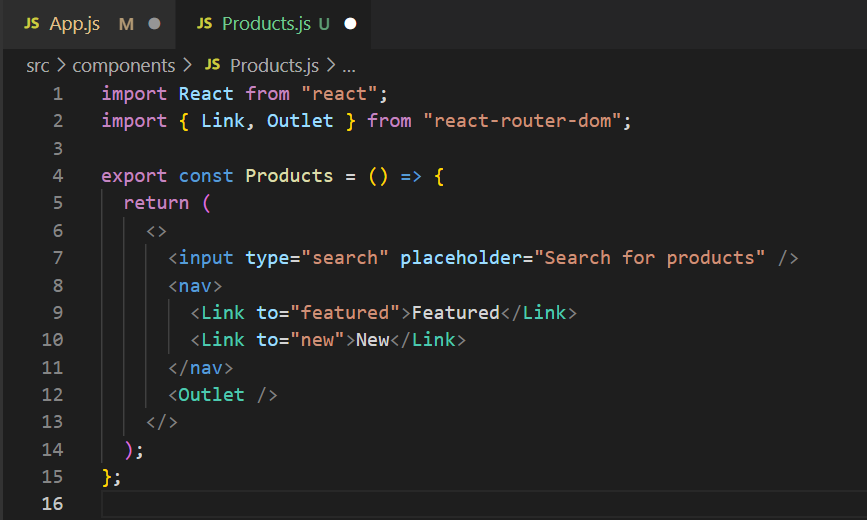 JS App.js M JS Products.js U
src > components > JS Products.js > ...
1 import React from "react";
2 import { Link, Outlet } from "react-router-dom";
3
4 export const Products = () => {
5 return (
6 <>
7 <input type="search" placeholder="Search for products" />
8 <nav>
9 <Link to="featured">Featured</Link>
10 <Link to="new">New</Link>
11 </nav>
12 <Outlet />
13 </>
14 );
15 };
16